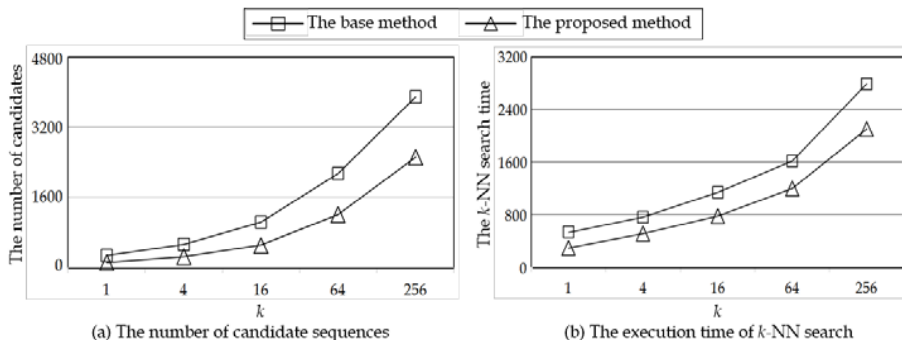 The base method The proposed method
The number of candidates
4800
3200
1600
0
1 4 16 64 256
k
(a) The number of candidate sequences
The k-NN search time
3200
2400
1600
800
0
1 4 16 64 256
k
(b) The execution time of k-NN search